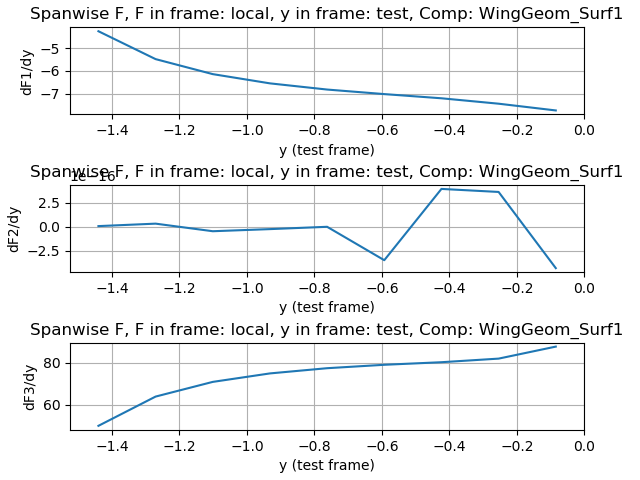 Spanwise F, F in frame: local, y in frame: test, Comp: WingGeom_Surf1
dF1/dy
−5
−6
−7
−1.4 −1.2 −1.0 −0.8 −0.6 −0.4 −0.2 0.0
y (test frame)
Spanwise F, F in frame: local, y in frame: test, Comp: WingGeom_Surf1
1e−16
dF2/dy
2.5
0.0
−2.5
−1.4 −1.2 −1.0 −0.8 −0.6 −0.4 −0.2 0.0
y (test frame)
Spanwise F, F in frame: local, y in frame: test, Comp: WingGeom_Surf1
dF3/dy
80
60
−1.4 −1.2 −1.0 −0.8 −0.6 −0.4 −0.2 0.0
y (test frame)